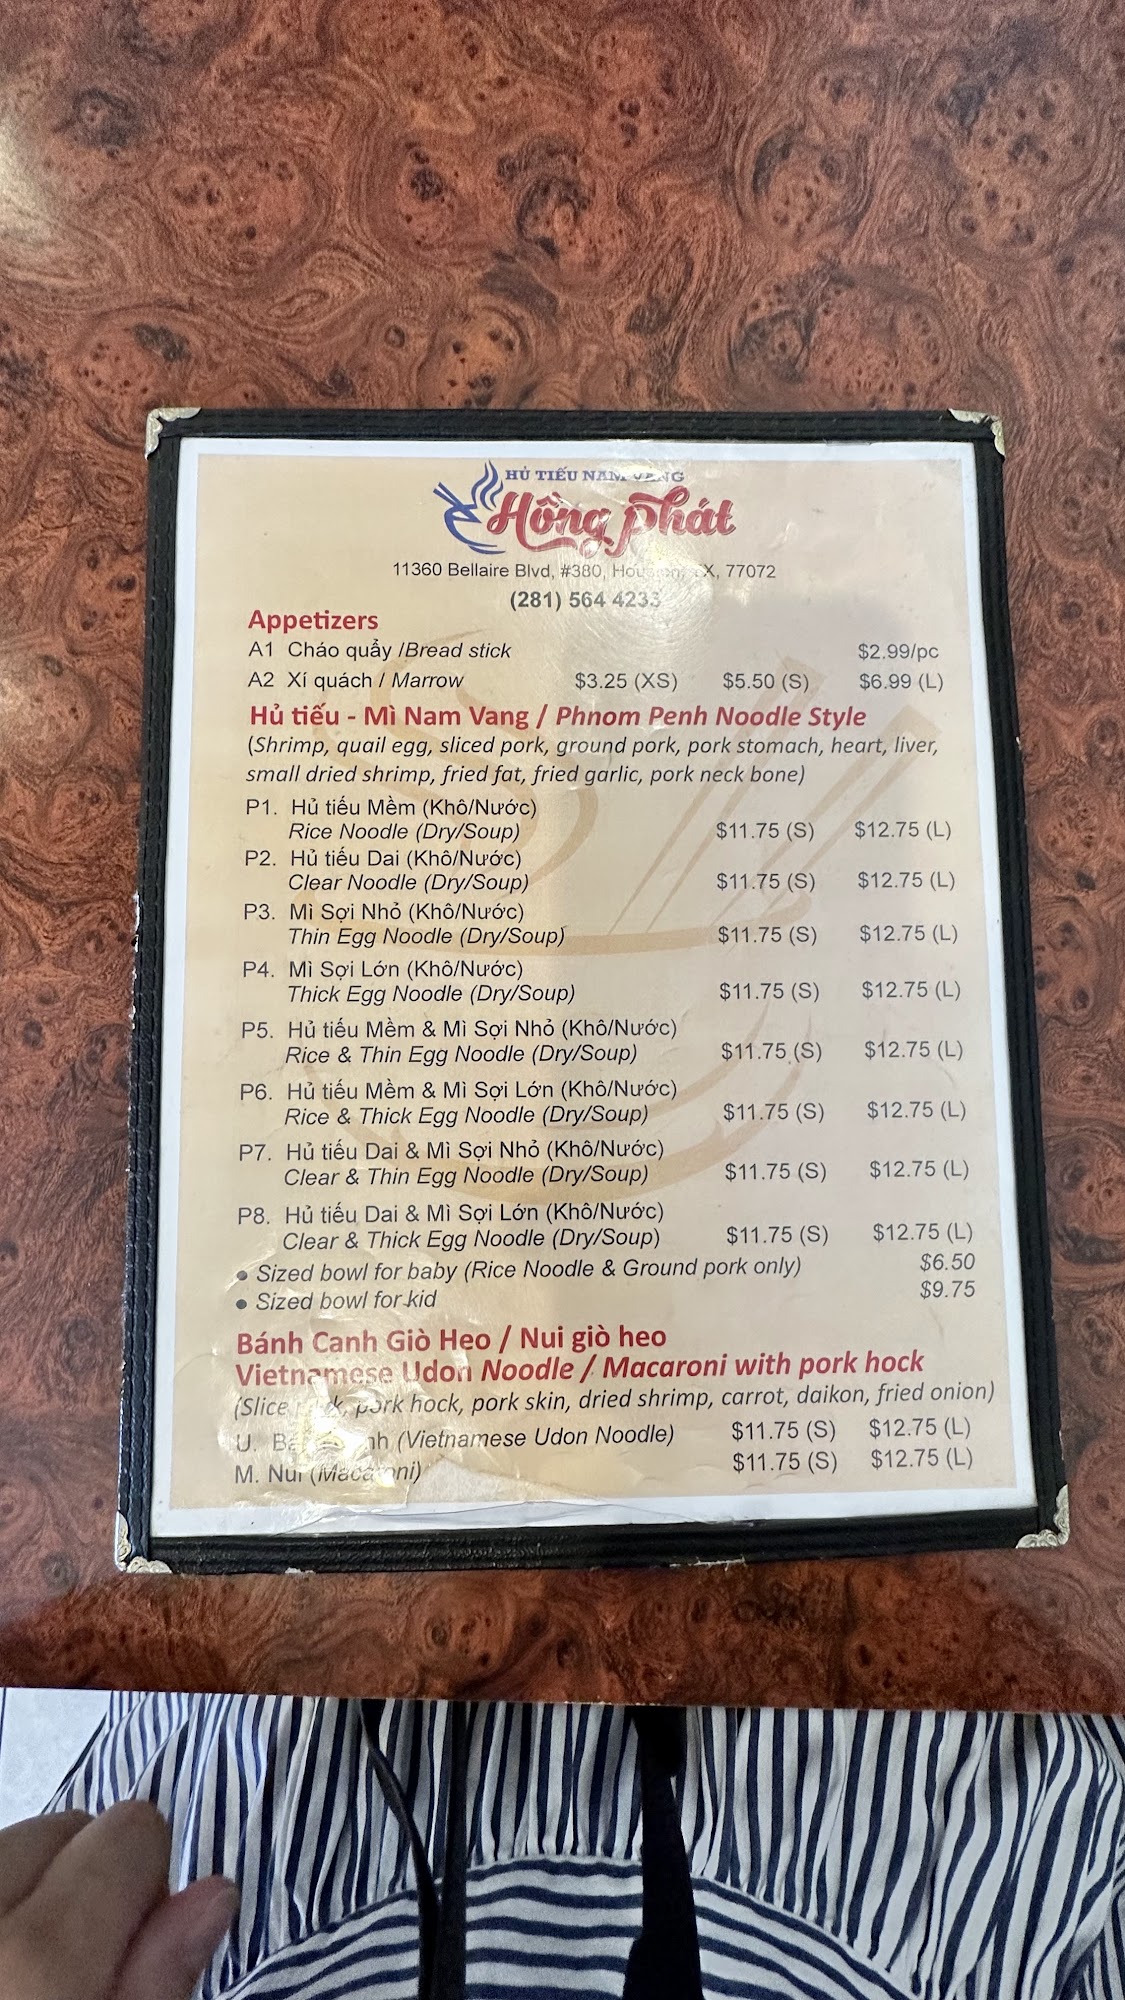 HỦ TIẾU NAM VANG
Hồng Phát
11360 Bellaire Blvd, #380, Houston, TX, 77072
(281) 564 4233
Appetizers
A1 Cháo quẩy /Bread stick $2.99/pc
A2 Xí quách / Marrow $3.25 (XS) $5.50 (S) $6.99 (L)
Hủ tiếu - Mì Nam Vang / Phnom Penh Noodle Style
(Shrimp, quail egg, sliced pork, ground pork, pork stomach, heart, liver,
small dried shrimp, fried fat, fried garlic, pork neck bone)
P1. Hủ tiếu Mềm (Khô/Nước)
Rice Noodle (Dry/Soup) $11.75 (S) $12.75 (L)
P2. Hủ tiếu Dai (Khô/Nước)
Clear Noodle (Dry/Soup) $11.75 (S) $12.75 (L)
P3. Mì Sợi Nhỏ (Khô/Nước)
Thin Egg Noodle (Dry/Soup) $11.75 (S) $12.75 (L)
P4. Mì Sợi Lớn (Khô/Nước)
Thick Egg Noodle (Dry/Soup) $11.75 (S) $12.75 (L)
P5. Hủ tiếu Mềm & Mì Sợi Nhỏ (Khô/Nước)
Rice & Thin Egg Noodle (Dry/Soup) $11.75 (S) $12.75 (L)
P6. Hủ tiếu Mềm & Mì Sợi Lớn (Khô/Nước)
Rice & Thick Egg Noodle (Dry/Soup) $11.75 (S) $12.75 (L)
P7. Hủ tiếu Dai & Mì Sợi Nhỏ (Khô/Nước)
Clear & Thin Egg Noodle (Dry/Soup) $11.75 (S) $12.75 (L)
P8. Hủ tiếu Dai & Mì Sợi Lớn (Khô/Nước)
Clear & Thick Egg Noodle (Dry/Soup) $11.75 (S) $12.75 (L)
• Sized bowl for baby (Rice Noodle & Ground pork only) $6.50
• Sized bowl for kid $9.75
Bánh Canh Giò Heo / Nui giò heo
Vietnamese Udon Noodle / Macaroni with pork hock
(Slice pork hock, pork skin, dried shrimp, carrot, daikon, fried onion)
U. (Vietnamese Udon Noodle) $11.75 (S) $12.75 (L)
M. Nui (Macaroni) $11.75 (S) $12.75 (L)